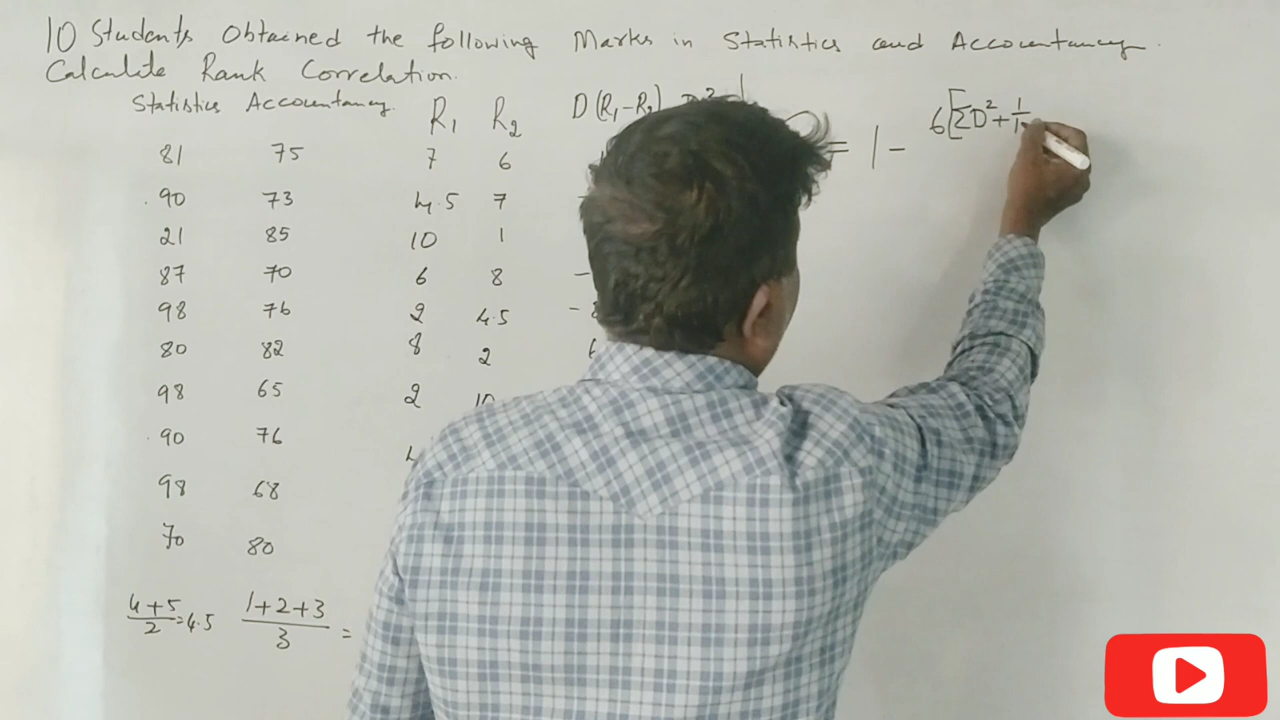 10 Students Obtained the following Marks in Statistics and Accountancy.
Calculate Rank Correlation.
Statistics Accountancy. R1 R2 D(R1-R2) D²
81 75 7 6
90 73 4.5 7
21 85 10 1
87 70 6 8
98 76 2 4.5
80 82 8 2
98 65 2 10
90 76
98 68
70 80
4+5/2 = 4.5 1+2+3/3 =
= 1 - 6[ΣD²+1/1